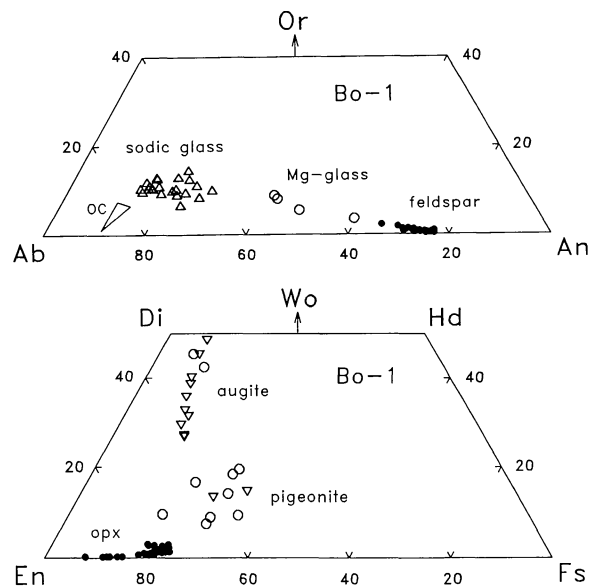 Or
40
40
Bo-1
20
sodic glass
20
Mg-glass
feldspar
OC
Ab
80
60
40
20
An
Di
Wo
Hd
40
Bo-1
40
augite
20
20
pigeonite
opx
En
80
60
40
20
Fs